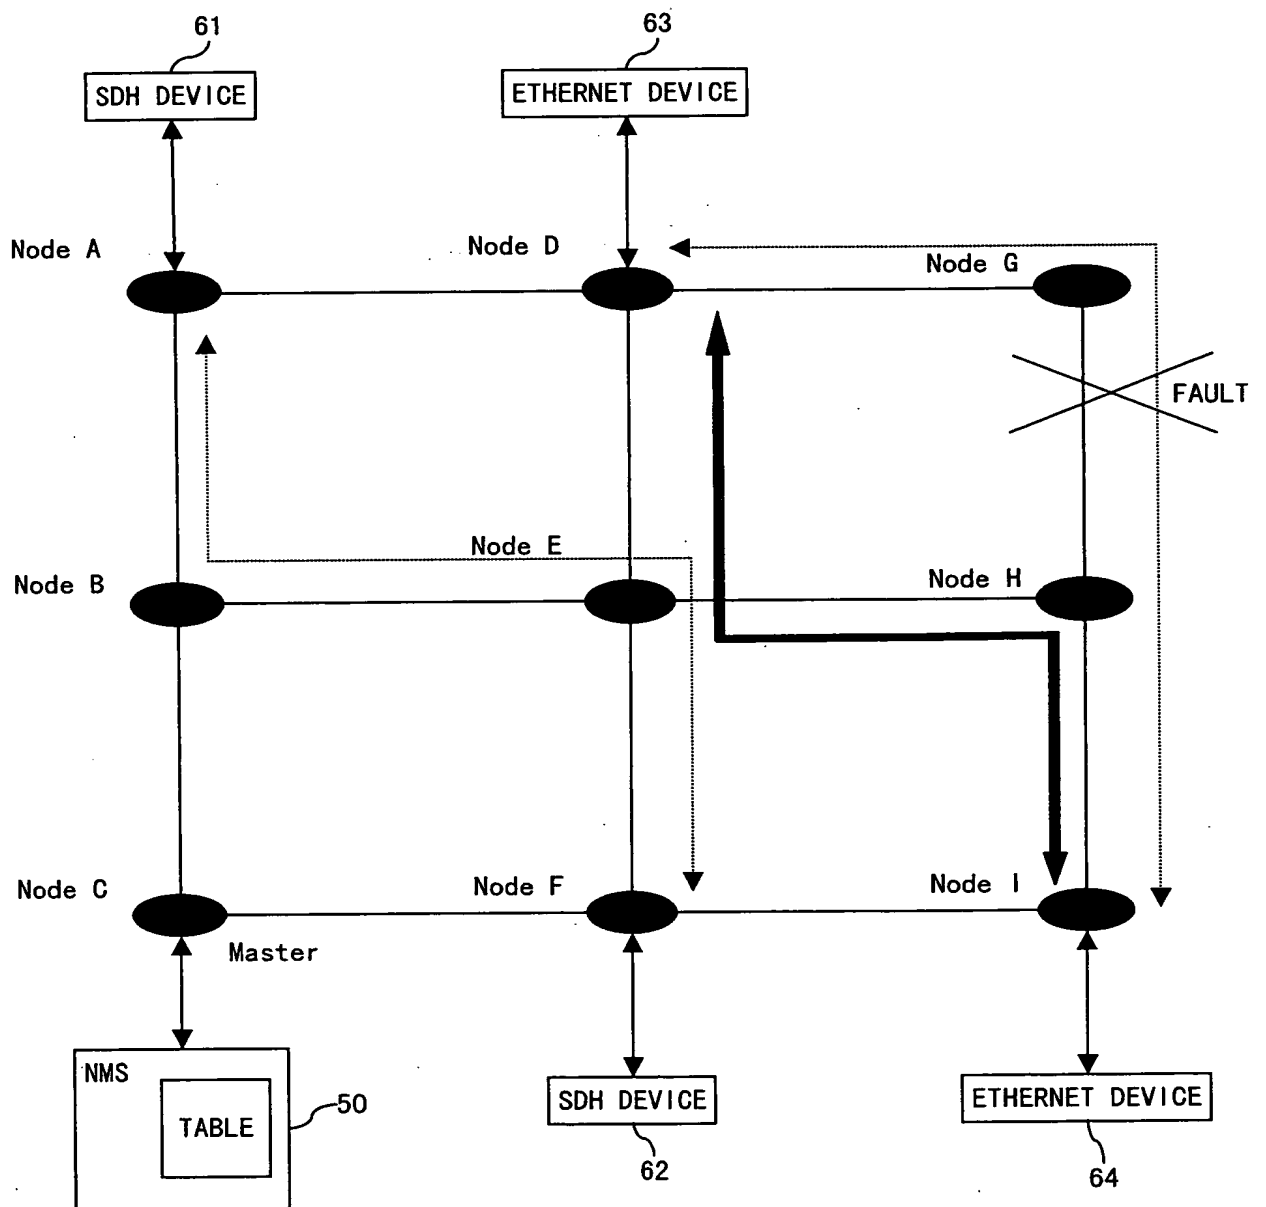 61
63
SDH DEVICE
ETHERNET DEVICE
Node A
Node D
Node G
FAULT
Node E
Node B
Node H
Node C
Node F
Node I
Master
NMS
TABLE
50
SDH DEVICE
ETHERNET DEVICE
62
64